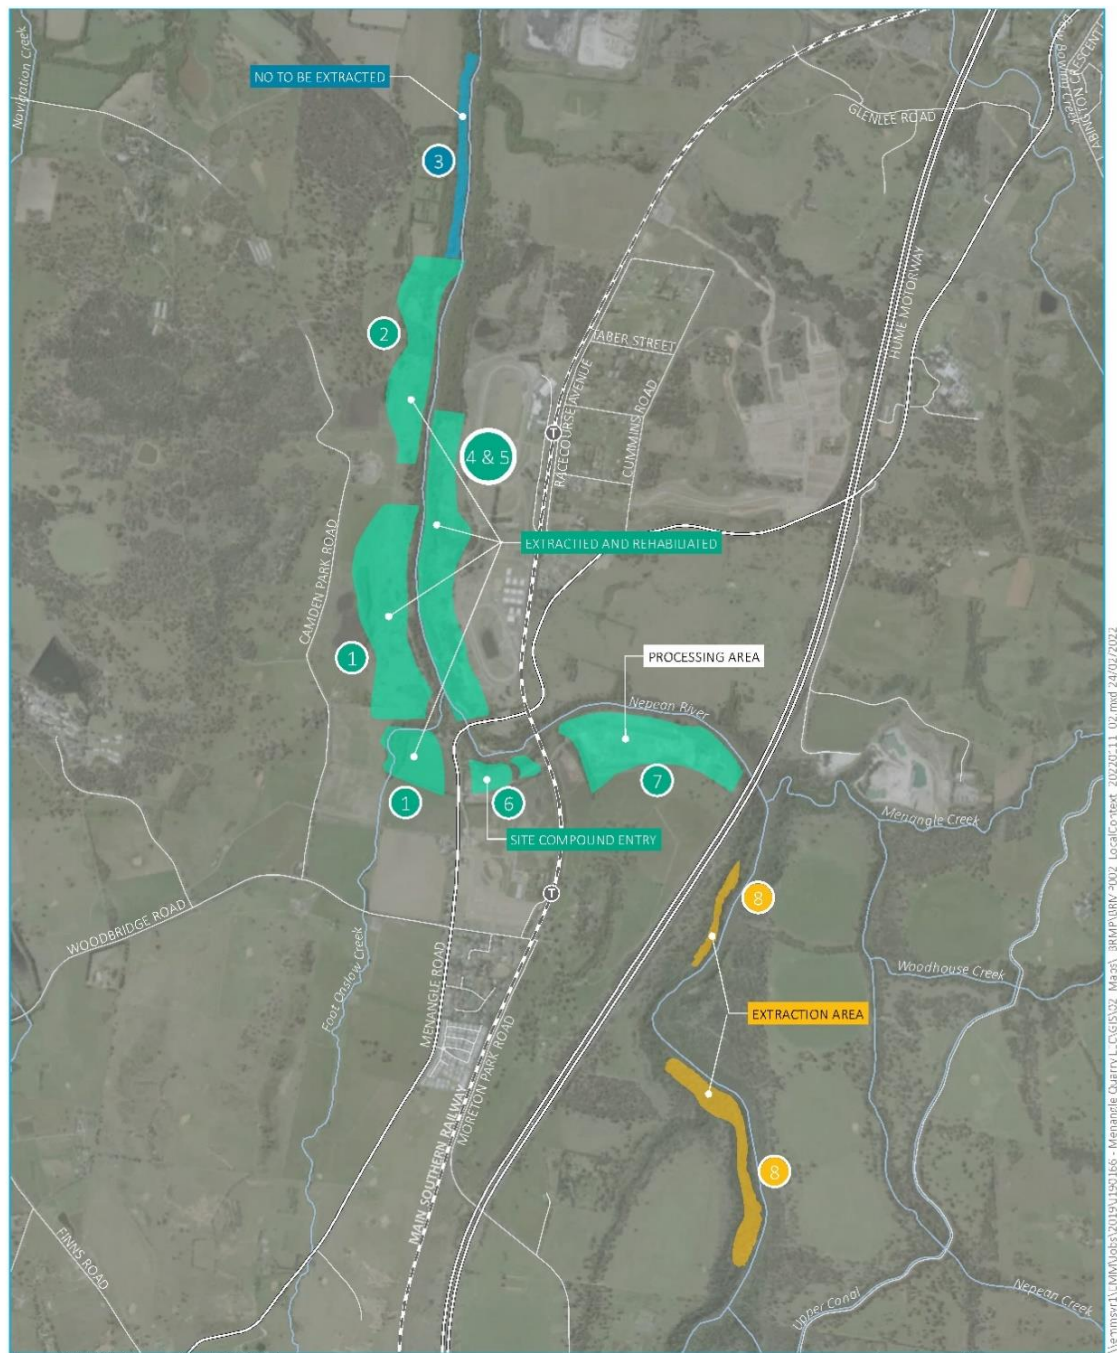 NO TO BE EXTRACTED
Navigation Creek
GLENLEE ROAD
3
HUME MOTORWAY
2
TABER STREET
RACECOURSE AVENUE
CUMMINS ROAD
T
4 & 5
EXTRACTIED AND REHABILIATED
CAMDEN PARK ROAD
1
PROCESSING AREA
Nepean River
7
1
6
SITE COMPOUND ENTRY
Menangle Creek
T
8
WOODBRIDGE ROAD
Foot Onslow Creek
MENANGLE ROAD
Woodhouse Creek
EXTRACTION AREA
MAIN SOUTHERN RAILWAY
MORETON PARK ROAD
8
FINNS ROAD
Upper Canal
Nepean Creek